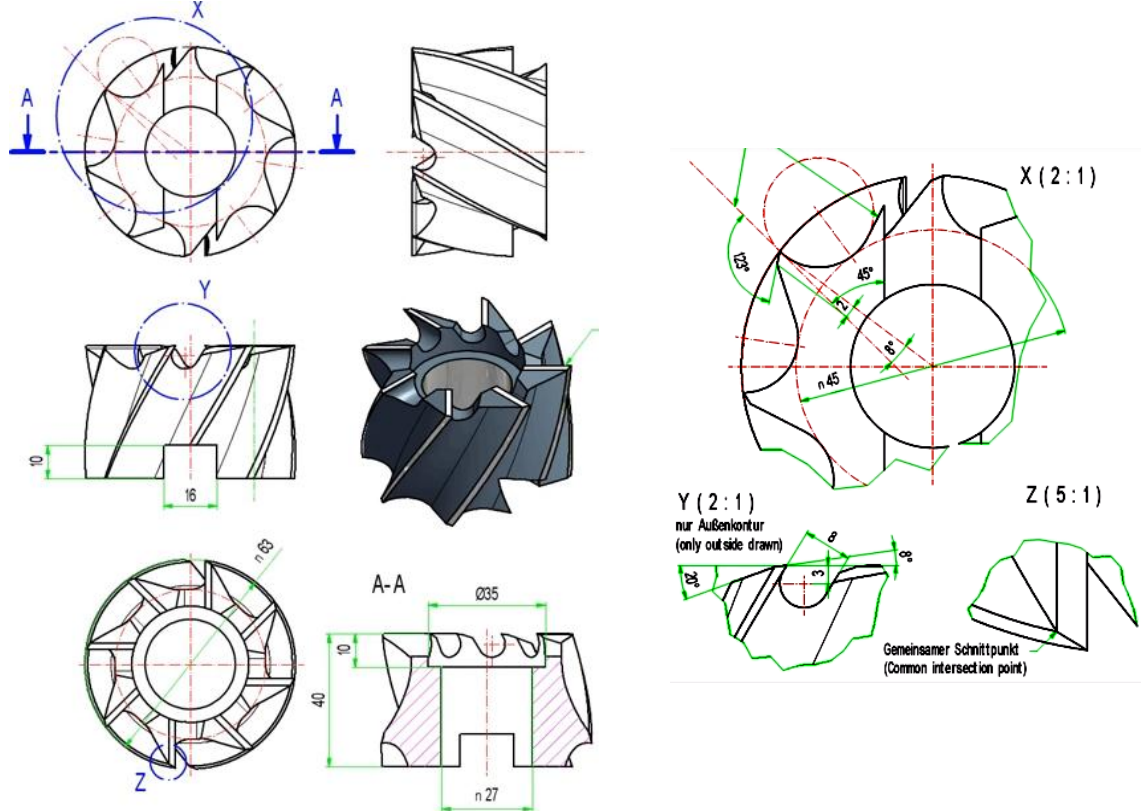 X
A
A
Y
10
16
n 63
Z
A-A
Ø35
10
40
n 27
X ( 2 : 1 )
123°
45°
2
8°
n 45
Y ( 2 : 1 )
nur Außenkontur
(only outside drawn)
8
8°
3
20°
Z ( 5 : 1 )
Gemeinsamer Schnittpunkt
(Common intersection point)